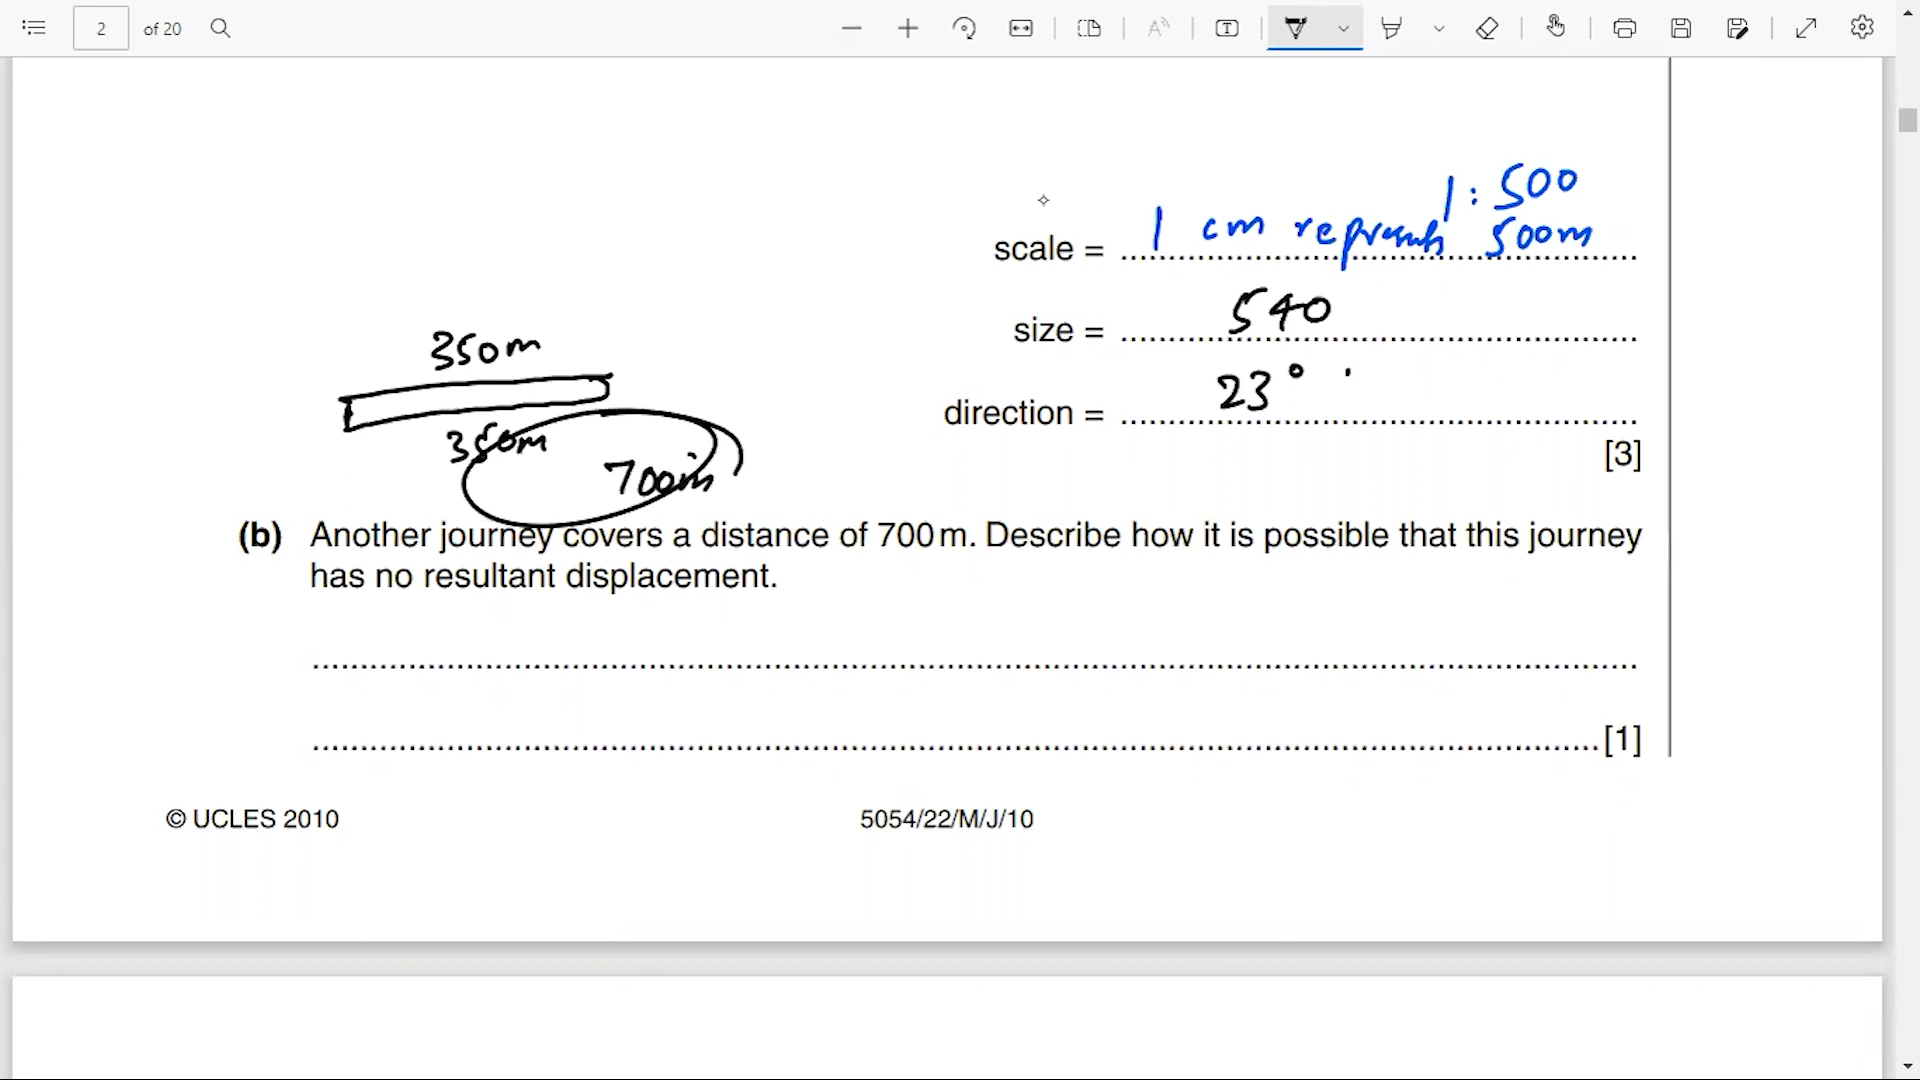 2 of 20
1 : 500
scale = 1 cm represents 500m
size = 540
direction = 23°
[3]
350m
350m
700m
(b) Another journey covers a distance of 700 m. Describe how it is possible that this journey
has no resultant displacement.
[1]
© UCLES 2010 5054/22/M/J/10